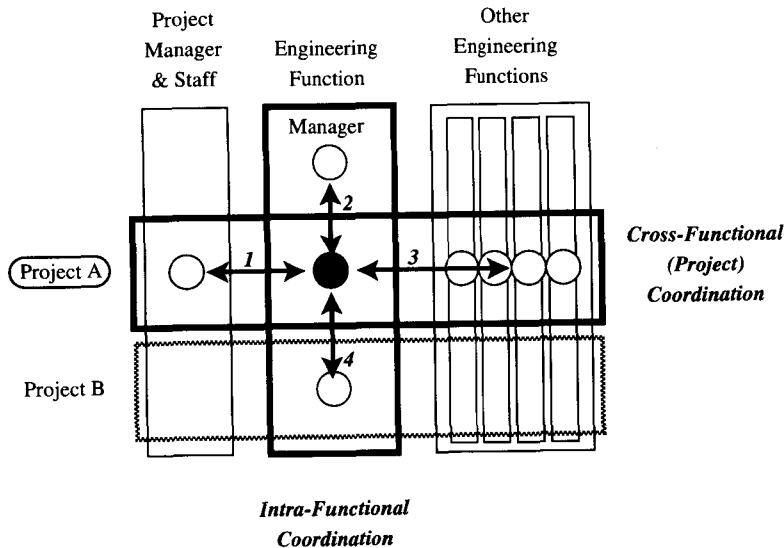 Project
Manager
& Staff
Engineering
Function
Other
Engineering
Functions
Manager
2
Project A
1
3
Cross-Functional
(Project)
Coordination
4
Project B
Intra-Functional
Coordination